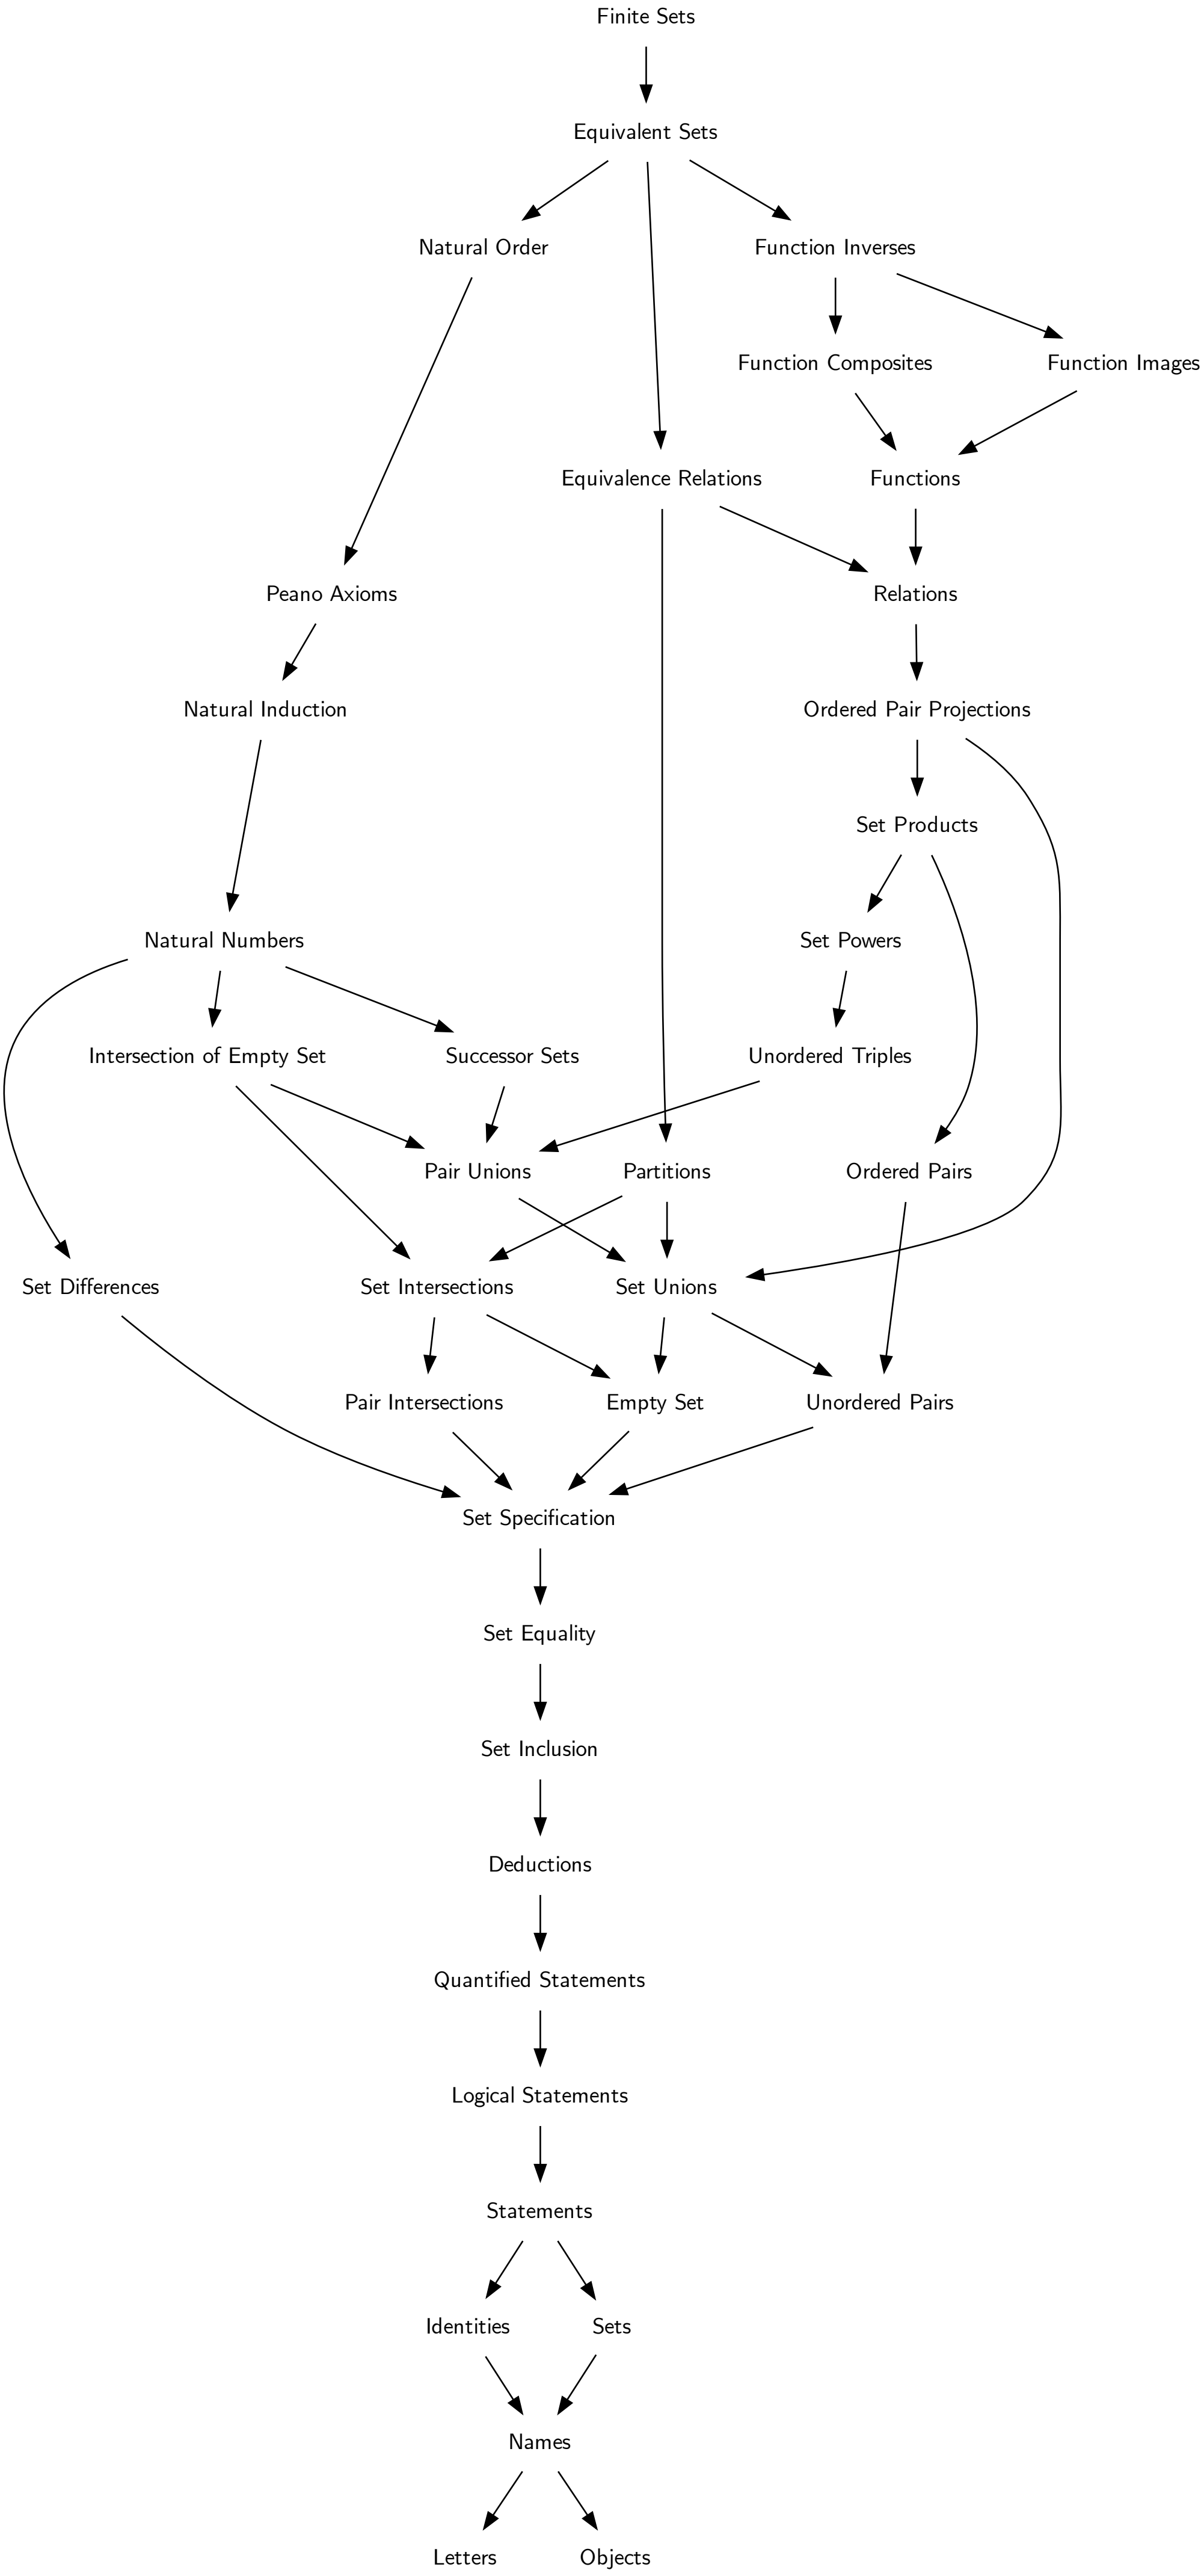 Finite Sets
Equivalent Sets
Natural Order
Function Inverses
Function Composites
Function Images
Equivalence Relations
Functions
Peano Axioms
Relations
Natural Induction
Ordered Pair Projections
Set Products
Natural Numbers
Set Powers
Intersection of Empty Set
Successor Sets
Unordered Triples
Pair Unions
Partitions
Ordered Pairs
Set Differences
Set Intersections
Set Unions
Pair Intersections
Empty Set
Unordered Pairs
Set Specification
Set Equality
Set Inclusion
Deductions
Quantified Statements
Logical Statements
Statements
Identities
Sets
Names
Letters
Objects